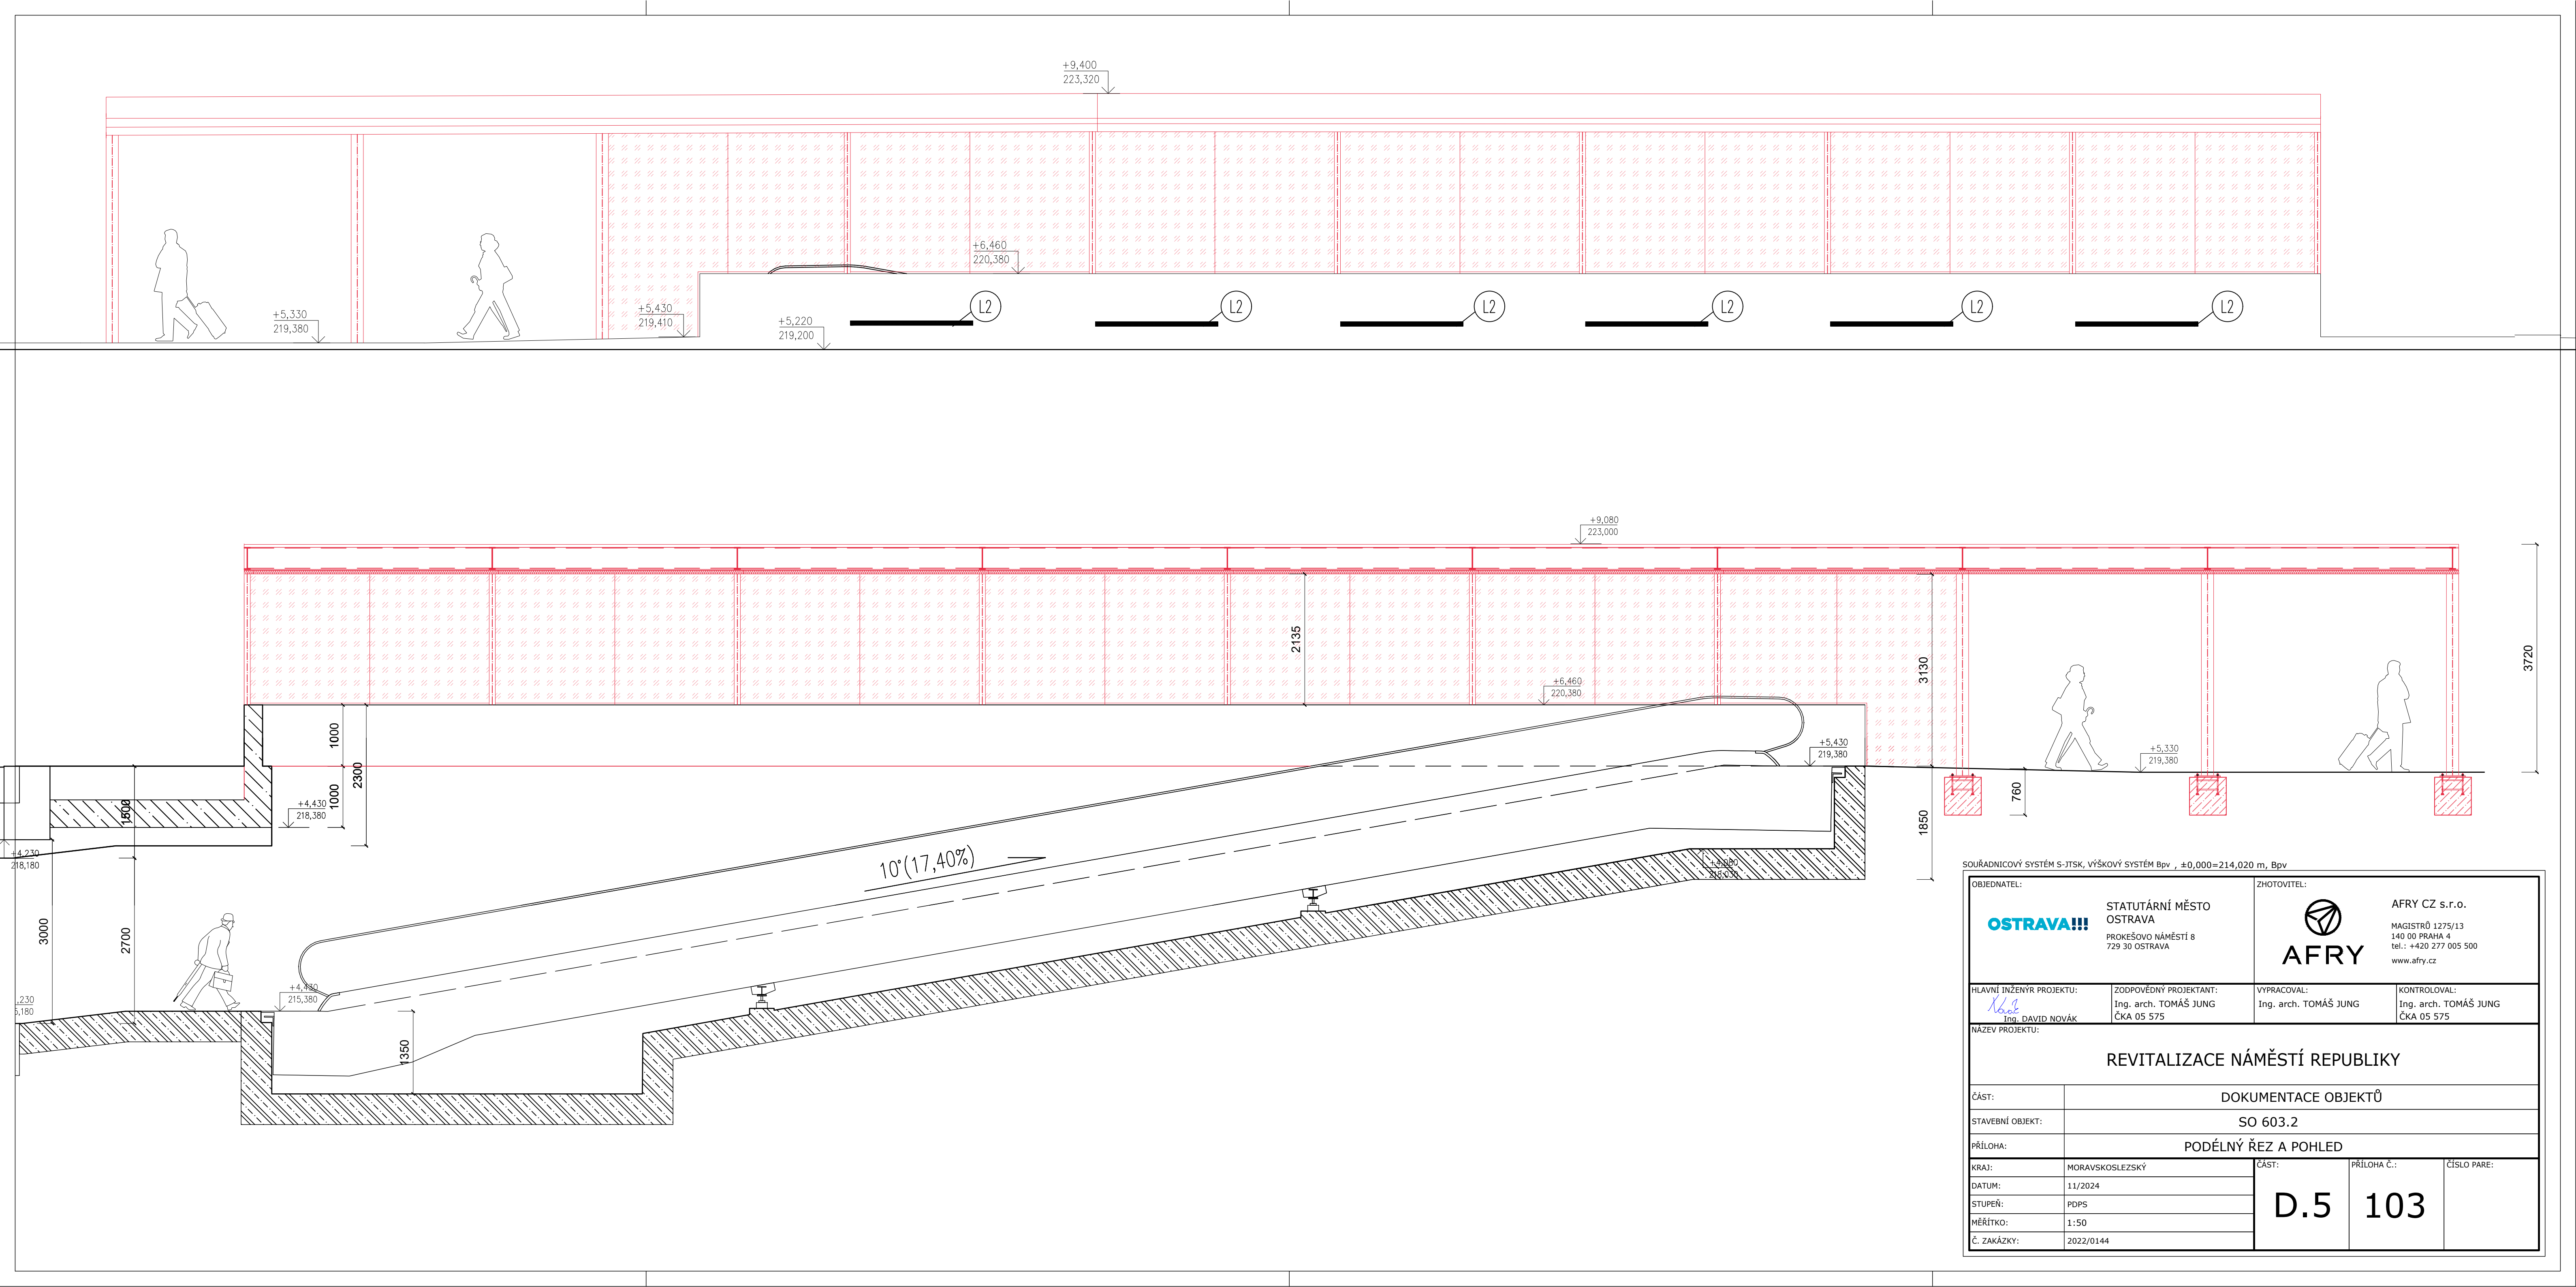 +9,400
223,320
+6,460
220,380
+5,330
219,380
+5,430
219,410
+5,220
219,200
L2
L2
L2
L2
L2
L2
+9,080
223,000
2135
3130
3720
+6,460
220,380
+5,430
219,380
+5,330
219,380
1000
2300
1000
1500
+4,430
218,380
+4,230
218,180
760
1850
+4,080
218,030
10°(17,40%)
3000
2700
,230
5,180
+4,430
215,380
1350
SOUŘADNICOVÝ SYSTÉM S-JTSK, VÝŠKOVÝ SYSTÉM Bpv , ±0,000=214,020 m, Bpv
OBJEDNATEL:
OSTRAVA!!!
STATUTÁRNÍ MĚSTO
OSTRAVA
PROKEŠOVO NÁMĚSTÍ 8
729 30 OSTRAVA
ZHOTOVITEL:
AFRY
AFRY CZ s.r.o.
MAGISTRŮ 1275/13
140 00 PRAHA 4
tel.: +420 277 005 500
www.afry.cz
HLAVNÍ INŽENÝR PROJEKTU:
Ing. DAVID NOVÁK
ZODPOVĚDNÝ PROJEKTANT:
Ing. arch. TOMÁŠ JUNG
ČKA 05 575
VYPRACOVAL:
Ing. arch. TOMÁŠ JUNG
KONTROLOVAL:
Ing. arch. TOMÁŠ JUNG
ČKA 05 575
NÁZEV PROJEKTU:
REVITALIZACE NÁMĚSTÍ REPUBLIKY
ČÁST:
DOKUMENTACE OBJEKTŮ
STAVEBNÍ OBJEKT:
SO 603.2
PŘÍLOHA:
PODÉLNÝ ŘEZ A POHLED
KRAJ:
MORAVSKOSLEZSKÝ
DATUM:
11/2024
STUPEŇ:
PDPS
MĚŘÍTKO:
1:50
Č. ZAKÁZKY:
2022/0144
ČÁST:
D.5
PŘÍLOHA Č.:
103
ČÍSLO PARE: